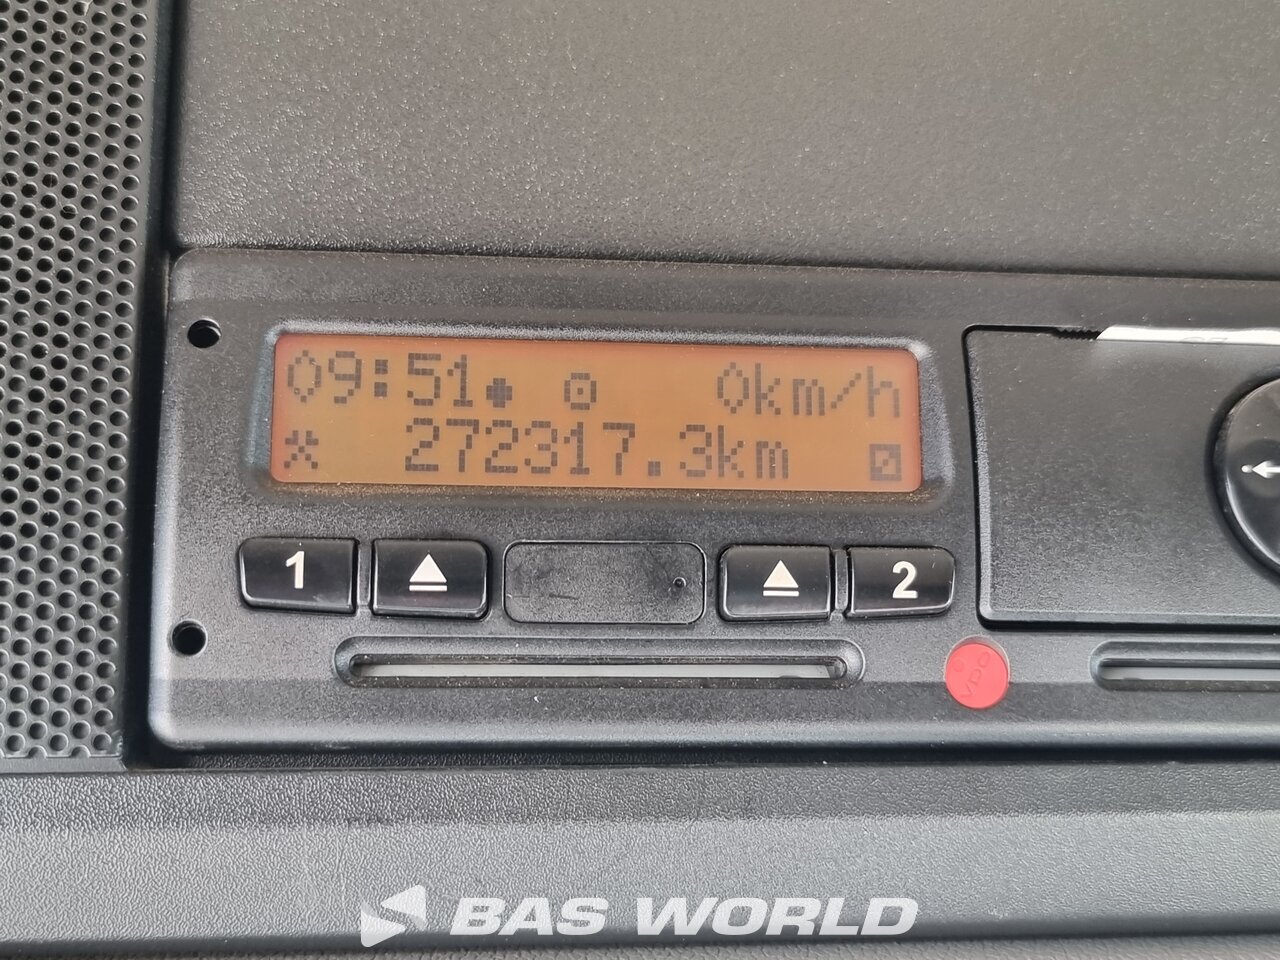 09:51 0km/h
272317.3km
1 2
VDO
BAS WORLD